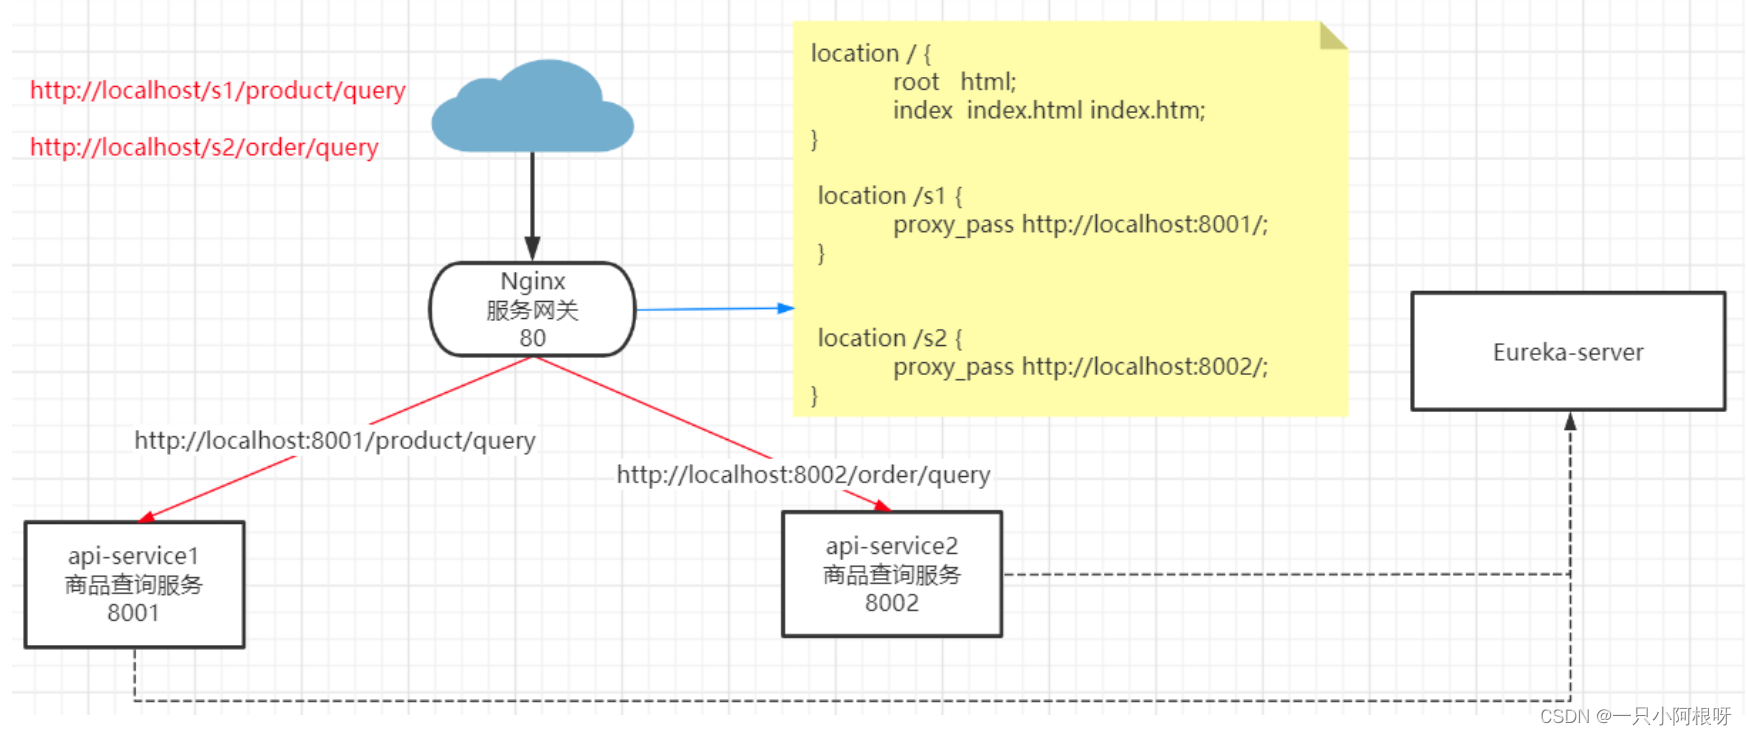 http://localhost/s1/product/query
http://localhost/s2/order/query
location / {
root html;
index index.html index.htm;
}
location /s1 {
proxy_pass http://localhost:8001/;
}
location /s2 {
proxy_pass http://localhost:8002/;
}
Nginx
服务网关
80
Eureka-server
http://localhost:8001/product/query
http://localhost:8002/order/query
api-service1
商品查询服务
8001
api-service2
商品查询服务
8002
CSDN @一只小阿根呀